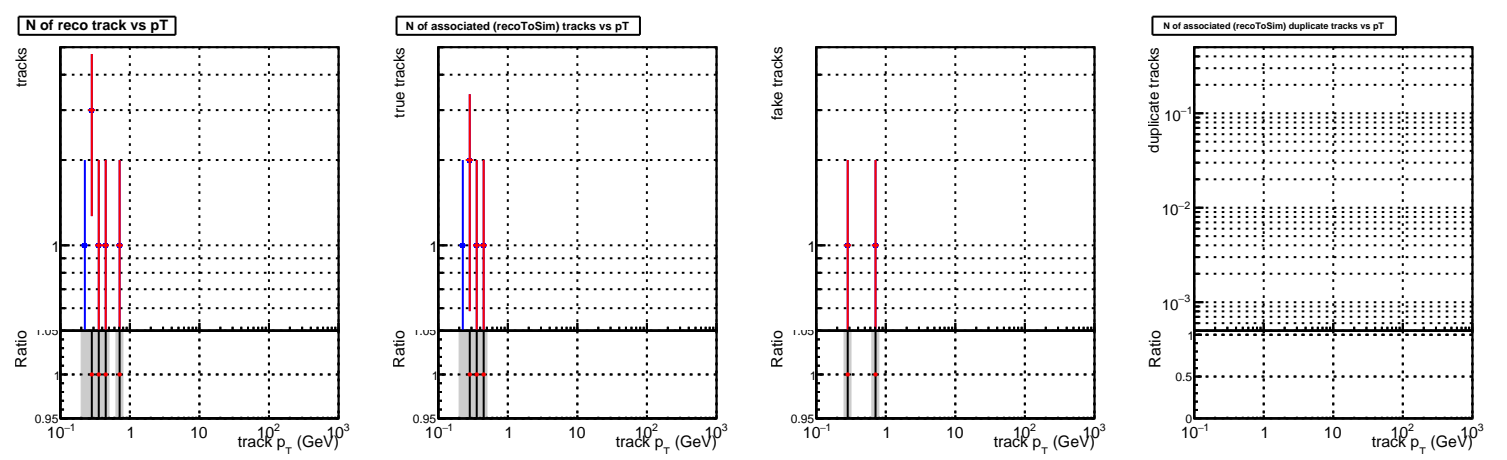 N of reco track vs pT
tracks
1
Ratio
1.05
1
0.95
10⁻¹ 1 10 10² 10³
track p_T (GeV)
N of associated (recoToSim) tracks vs pT
true tracks
1
Ratio
1.05
1
0.95
10⁻¹ 1 10 10² 10³
track p_T (GeV)
fake tracks
1
Ratio
1.05
1
0.95
10⁻¹ 1 10 10² 10³
track p_T (GeV)
N of associated (recoToSim) duplicate tracks vs pT
duplicate tracks
10⁻¹
10⁻²
10⁻³
Ratio
1
0.5
0
10⁻¹ 1 10 10² 10³
track p_T (GeV)